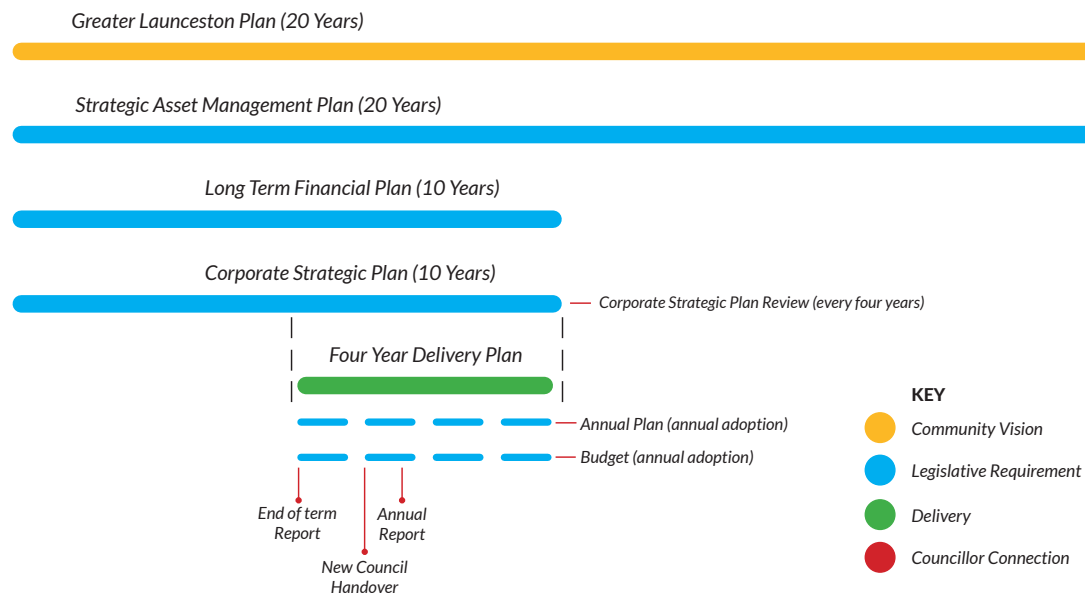 Greater Launceston Plan (20 Years)
Strategic Asset Management Plan (20 Years)
Long Term Financial Plan (10 Years)
Corporate Strategic Plan (10 Years)
Corporate Strategic Plan Review (every four years)
Four Year Delivery Plan
Annual Plan (annual adoption)
Budget (annual adoption)
End of term
Report
New Council
Handover
Annual
Report
KEY
Community Vision
Legislative Requirement
Delivery
Councillor Connection